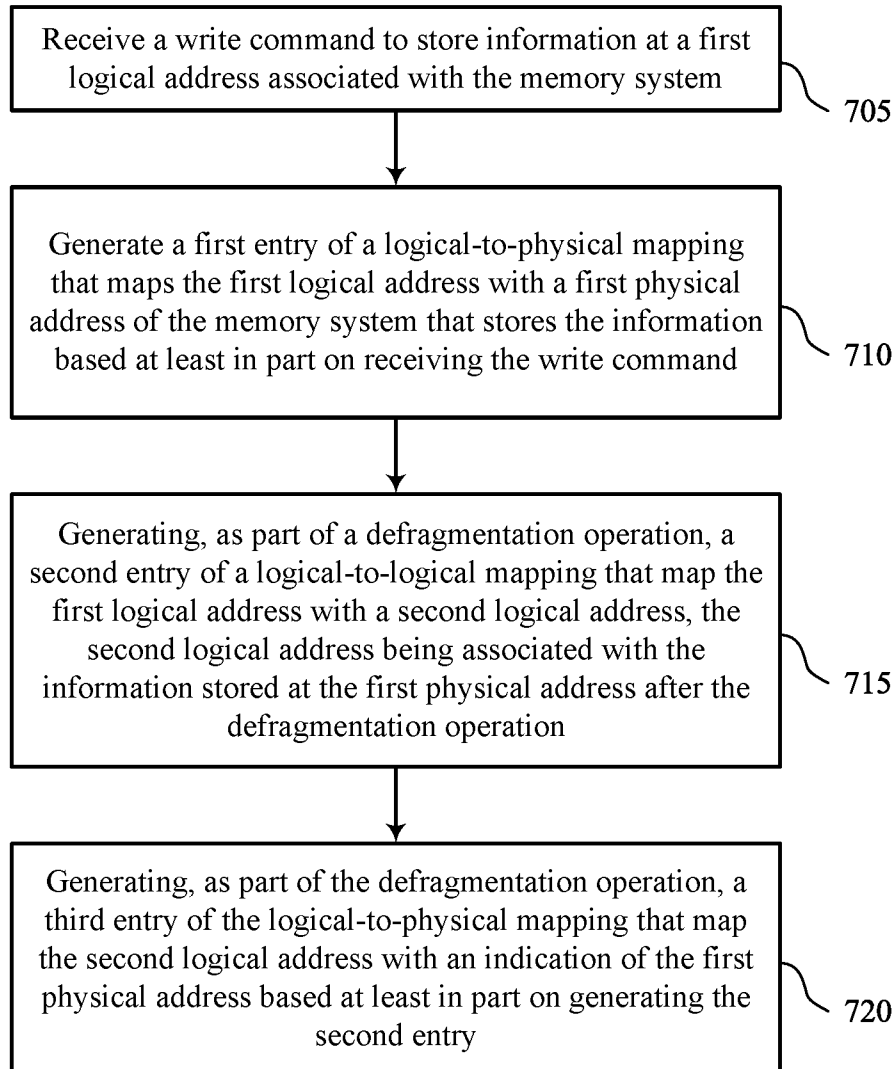 Receive a write command to store information at a first
logical address associated with the memory system
705
Generate a first entry of a logical-to-physical mapping
that maps the first logical address with a first physical
address of the memory system that stores the information
based at least in part on receiving the write command
710
Generating, as part of a defragmentation operation, a
second entry of a logical-to-logical mapping that map the
first logical address with a second logical address, the
second logical address being associated with the
information stored at the first physical address after the
defragmentation operation
715
Generating, as part of the defragmentation operation, a
third entry of the logical-to-physical mapping that map
the second logical address with an indication of the first
physical address based at least in part on generating the
second entry
720